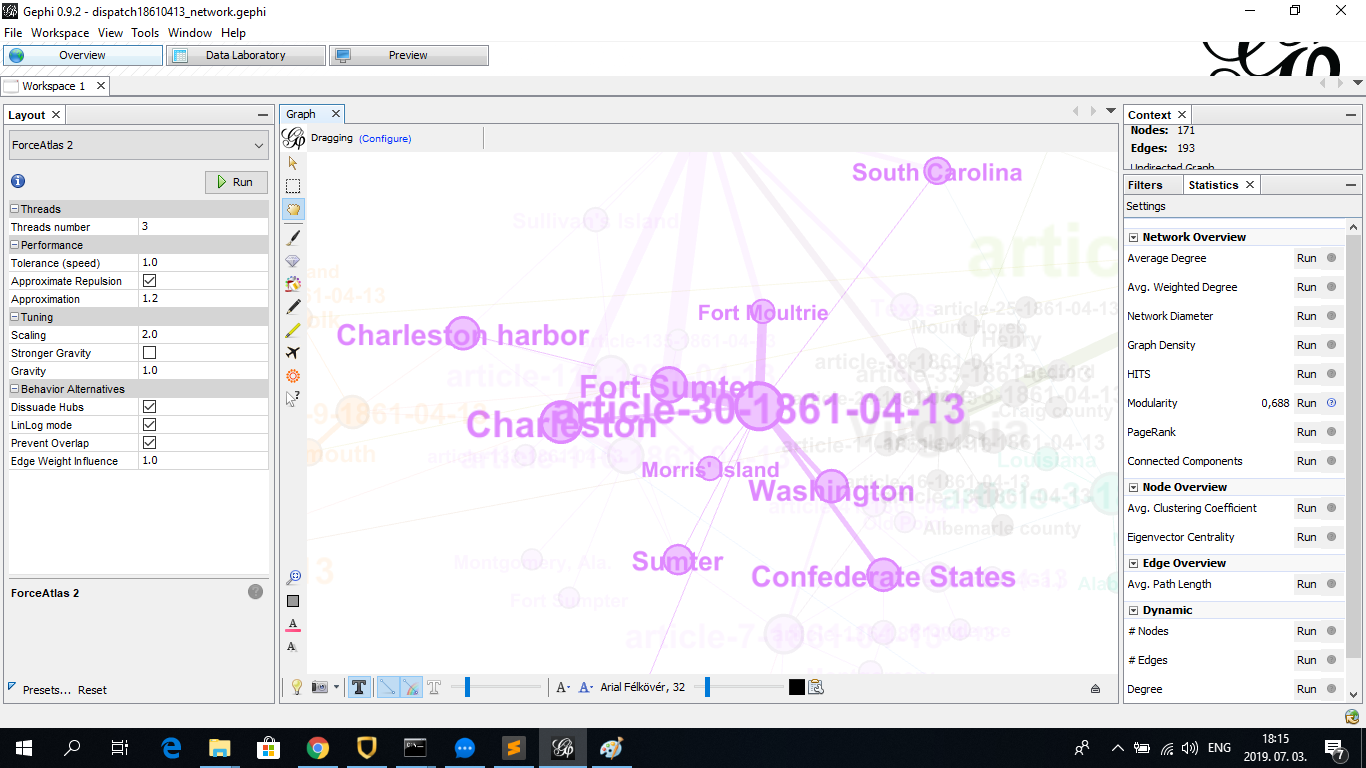 Gephi 0.9.2 - dispatch18610413_network.gephi
File Workspace View Tools Window Help
Overview
Data Laboratory
Preview
Workspace 1
Layout
ForceAtlas 2
Run
Threads
Threads number 3
Performance
Tolerance (speed) 1.0
Approximate Repulsion
Approximation 1.2
Tuning
Scaling 2.0
Stronger Gravity
Gravity 1.0
Behavior Alternatives
Dissuade Hubs
LinLog mode
Prevent Overlap
Edge Weight Influence 1.0
ForceAtlas 2
Presets... Reset
Graph
Dragging (Configure)
South Carolina
Sullivan's Island
Texas
article-25-1861-04-13
Mount Horeb
Henry
Fort Moultrie
Charleston harbor
article-38-1861-04-13
Bedford
Fort Sumter
article-30-1861-04-13
Craig county
Charleston
Virginia
Louisiana
Morris' Island
Washington
Albemarle county
Montgomery, Ala.
Sumter
Confederate States
Fort Sumpter
Arial Félkövér, 32
Context
Nodes: 171
Edges: 193
Undirected Graph
Filters
Statistics
Settings
Network Overview
Average Degree Run
Avg. Weighted Degree Run
Network Diameter Run
Graph Density Run
HITS Run
Modularity 0,688 Run
PageRank Run
Connected Components Run
Node Overview
Avg. Clustering Coefficient Run
Eigenvector Centrality Run
Edge Overview
Avg. Path Length Run
Dynamic
# Nodes Run
# Edges Run
Degree Run
ENG
18:15
2019. 07. 03.
7